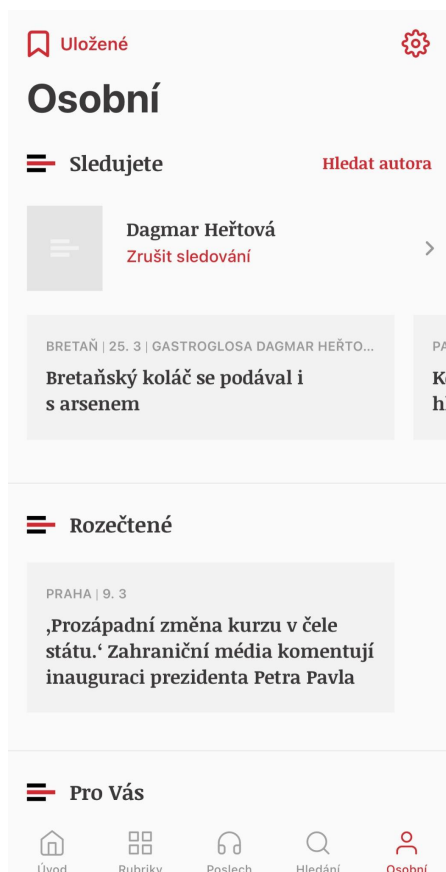 Uložené
Osobní
Sledujete
Hledat autora
Dagmar Heřtová
Zrušit sledování
BRETAŇ | 25. 3 | GASTROGLOSA DAGMAR HEŘTO...
Bretaňský koláč se podával i
s arsenem
Rozečtené
PRAHA | 9. 3
‚Prozápadní změna kurzu v čele
státu.‘ Zahraniční média komentují
inauguraci prezidenta Petra Pavla
Pro Vás
Úvod
Rubriky
Poslech
Hledání
Osobní